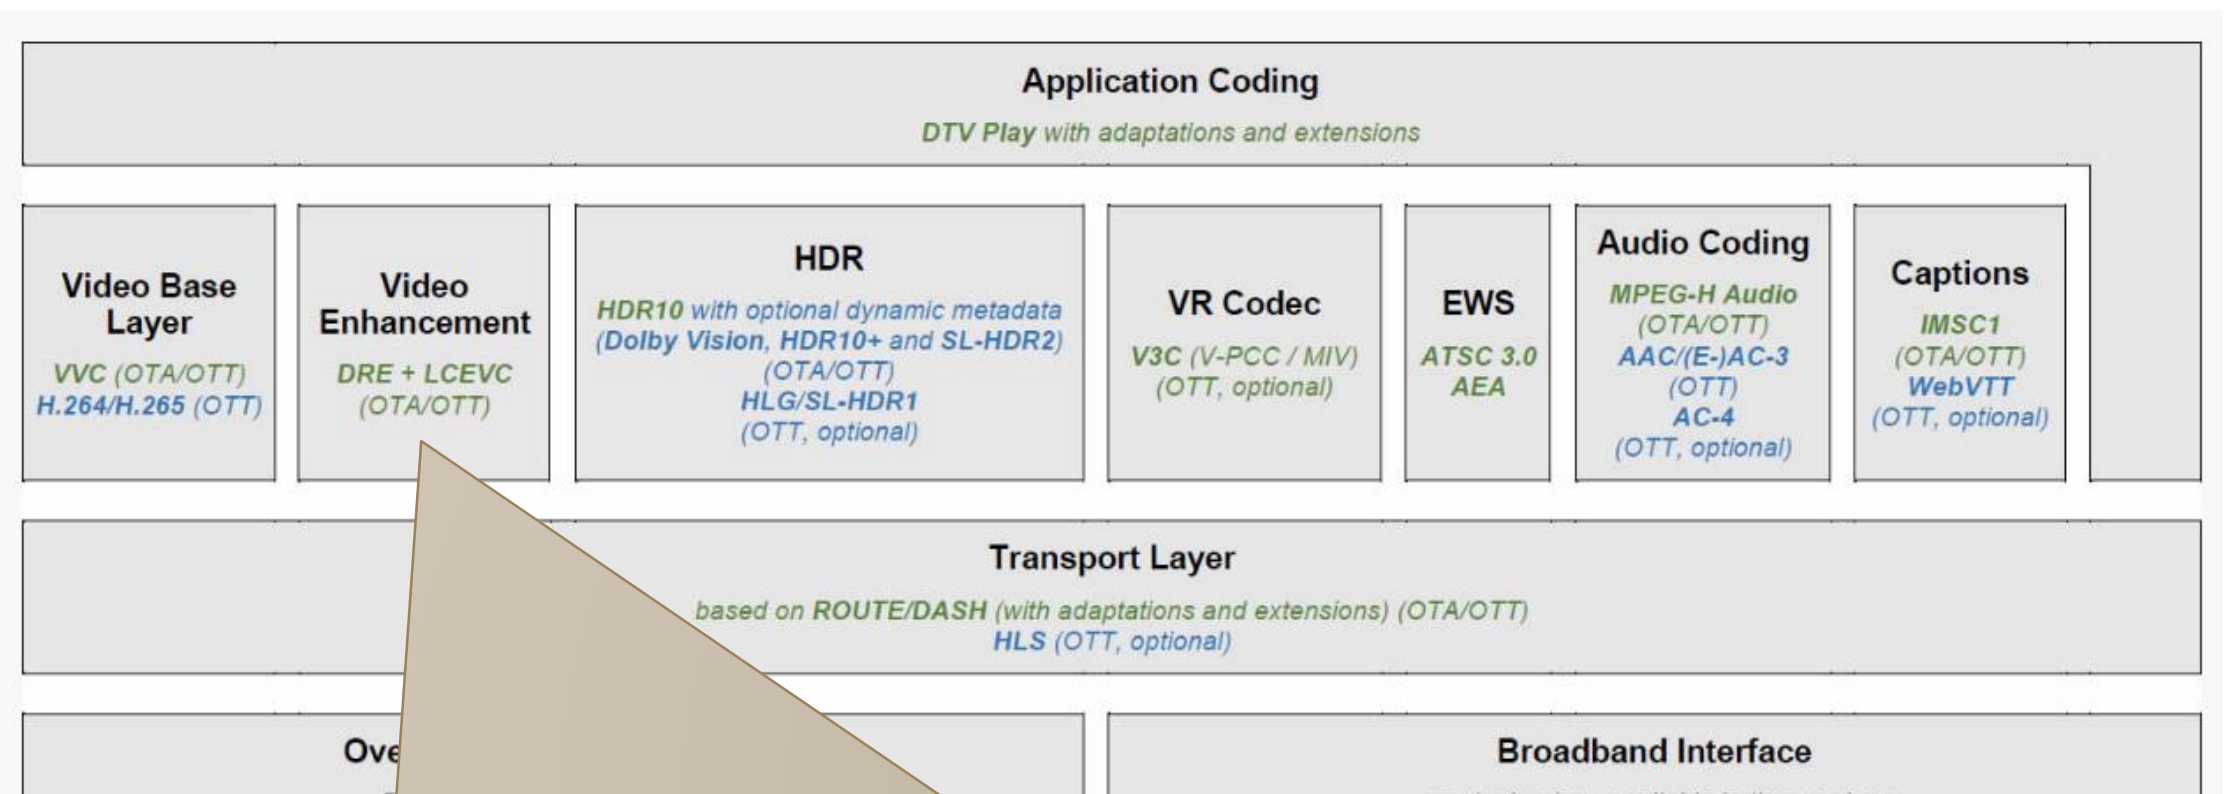 Application Coding
DTV Play with adaptations and extensions
Video Base
Layer
VVC (OTA/OTT)
H.264/H.265 (OTT)
Video
Enhancement
DRE + LCEVC
(OTA/OTT)
HDR
HDR10 with optional dynamic metadata
(Dolby Vision, HDR10+ and SL-HDR2)
(OTA/OTT)
HLG/SL-HDR1
(OTT, optional)
VR Codec
V3C (V-PCC / MIV)
(OTT, optional)
EWS
ATSC 3.0
AEA
Audio Coding
MPEG-H Audio
(OTA/OTT)
AAC/(E-)AC-3
(OTT)
AC-4
(OTT, optional)
Captions
IMSC1
(OTA/OTT)
WebVTT
(OTT, optional)
Transport Layer
based on ROUTE/DASH (with adaptations and extensions) (OTA/OTT)
HLS (OTT, optional)
Ove
Broadband Interface